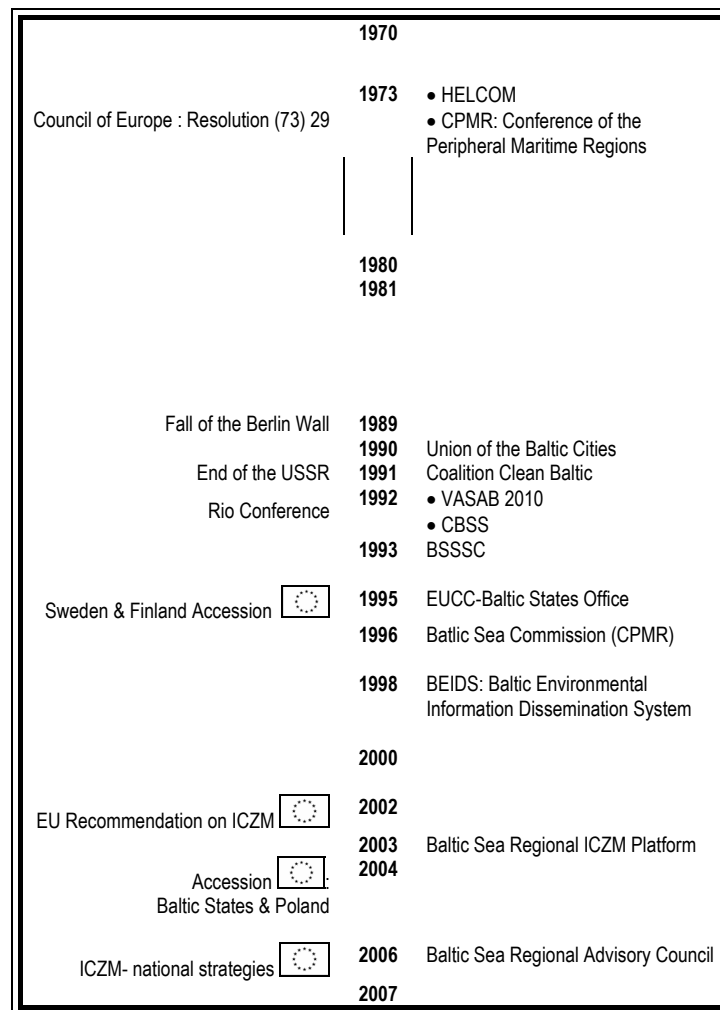 1970
1973 • HELCOM
Council of Europe : Resolution (73) 29 • CPMR: Conference of the
Peripheral Maritime Regions
1980
1981
Fall of the Berlin Wall 1989
1990 Union of the Baltic Cities
End of the USSR 1991 Coalition Clean Baltic
1992 • VASAB 2010
Rio Conference
• CBSS
1993 BSSSC
Sweden & Finland Accession 1995 EUCC-Baltic States Office
1996 Batlic Sea Commission (CPMR)
1998 BEIDS: Baltic Environmental
Information Dissemination System
2000
EU Recommendation on ICZM 2002
2003 Baltic Sea Regional ICZM Platform
2004
Accession :
Baltic States & Poland
ICZM- national strategies 2006 Baltic Sea Regional Advisory Council
2007